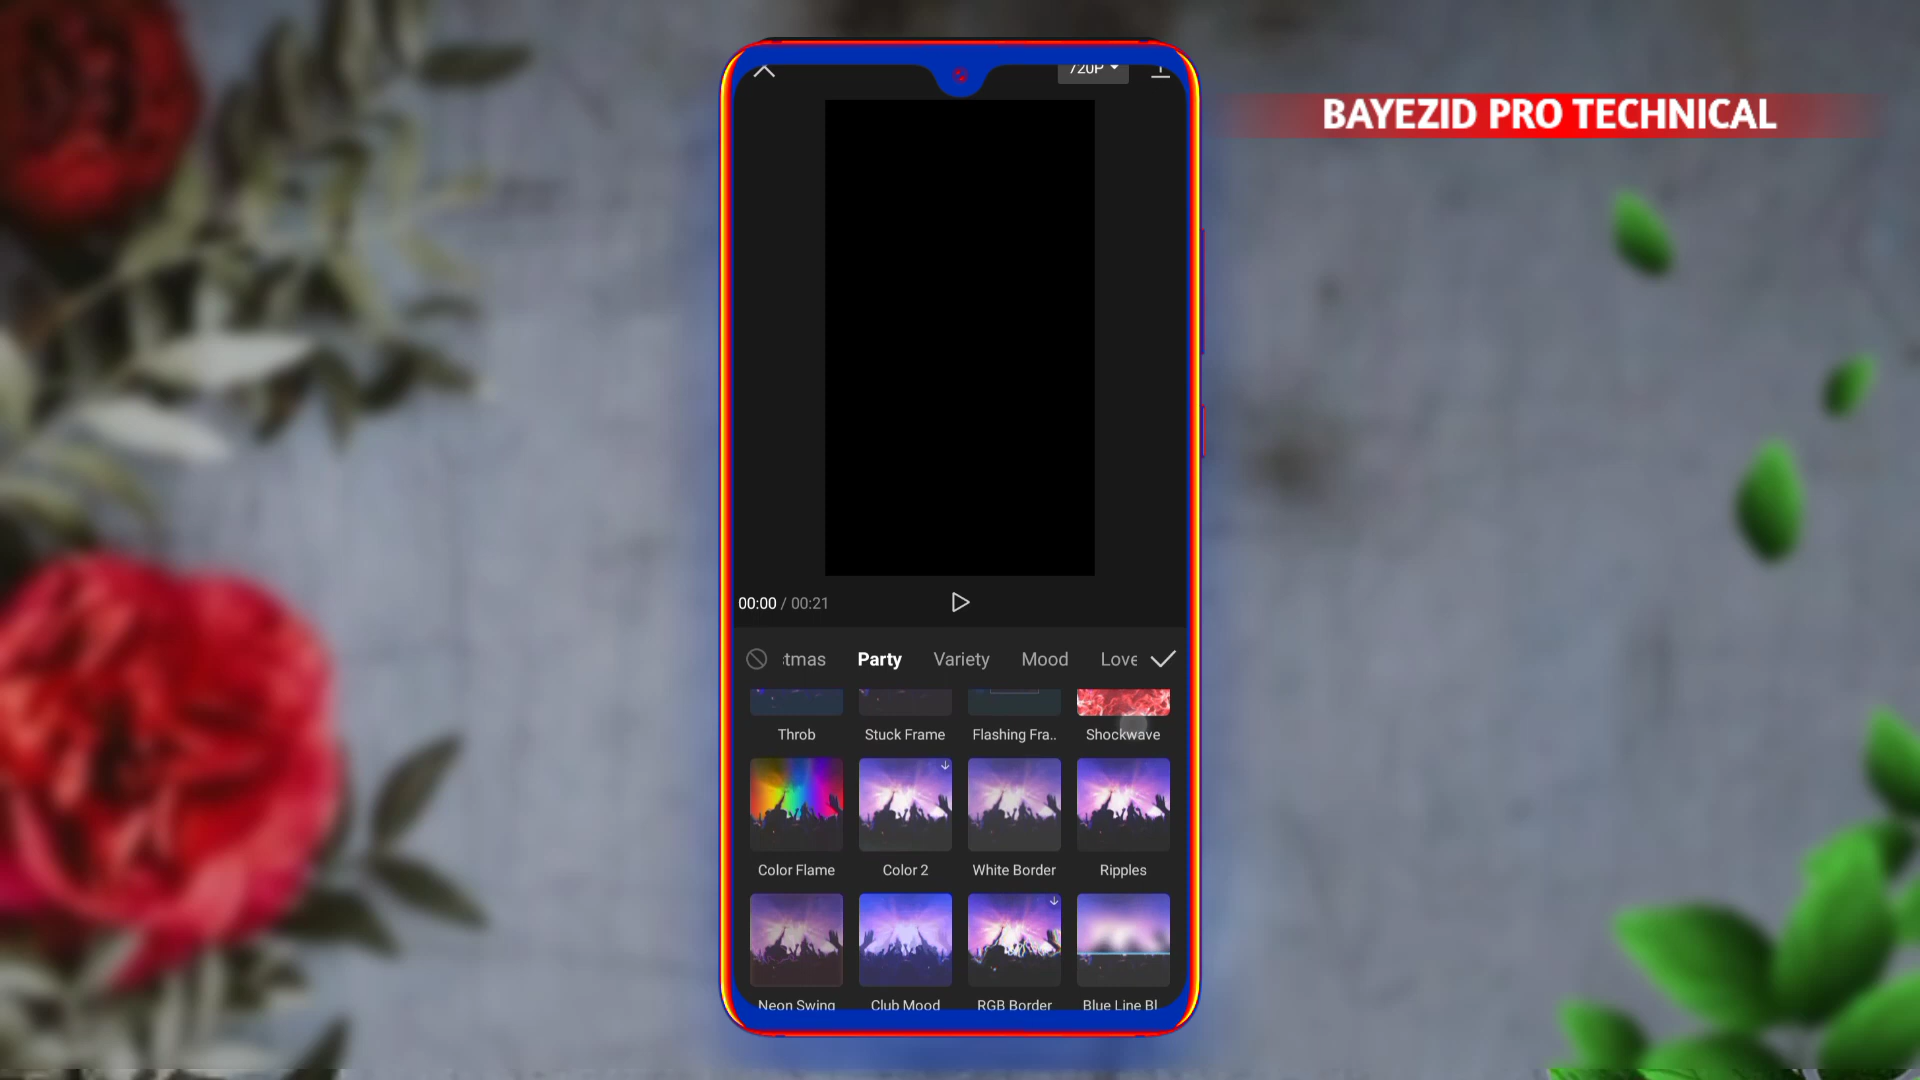 720P
BAYEZID PRO TECHNICAL
00:00 / 00:21
tmas Party Variety Mood Love
Throb Stuck Frame Flashing Fra.. Shockwave
Color Flame Color 2 White Border Ripples
Neon Swing Club Mood RGB Border Blue Line Bl